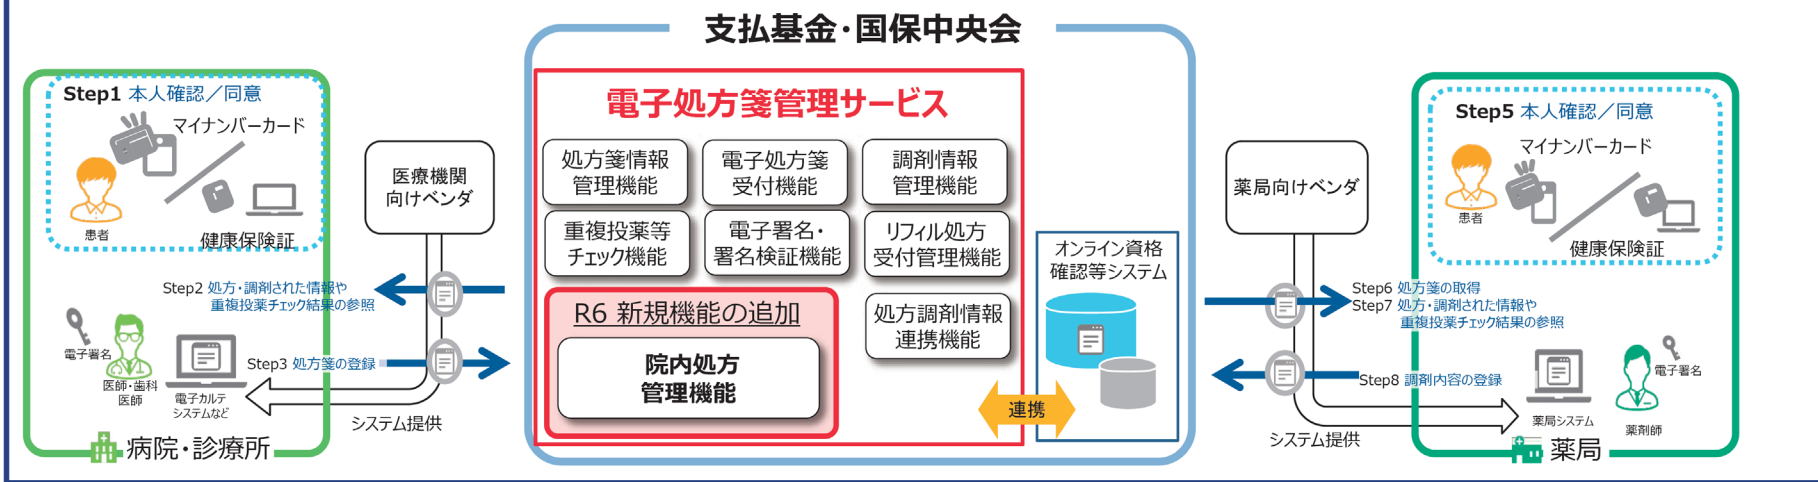 支払基金・国保中央会
Step1 本人確認／同意
マイナンバーカード
患者
健康保険証
Step2 処方・調剤された情報や
重複投薬チェック結果の参照
電子署名
医師・歯科
医師
Step3 処方箋の登録
電子カルテ
システムなど
病院・診療所
医療機関
向けベンダ
システム提供
電子処方箋管理サービス
処方箋情報
管理機能
電子処方箋
受付機能
調剤情報
管理機能
重複投薬等
チェック機能
電子署名・
署名検証機能
リフィル処方
受付管理機能
R6 新規機能の追加
院内処方
管理機能
処方調剤情報
連携機能
連携
オンライン資格
確認等システム
薬局向けベンダ
システム提供
Step5 本人確認／同意
マイナンバーカード
患者
健康保険証
Step6 処方箋の取得
Step7 処方・調剤された情報や
重複投薬チェック結果の参照
Step8 調剤内容の登録
電子署名
薬局システム
薬剤師
薬局